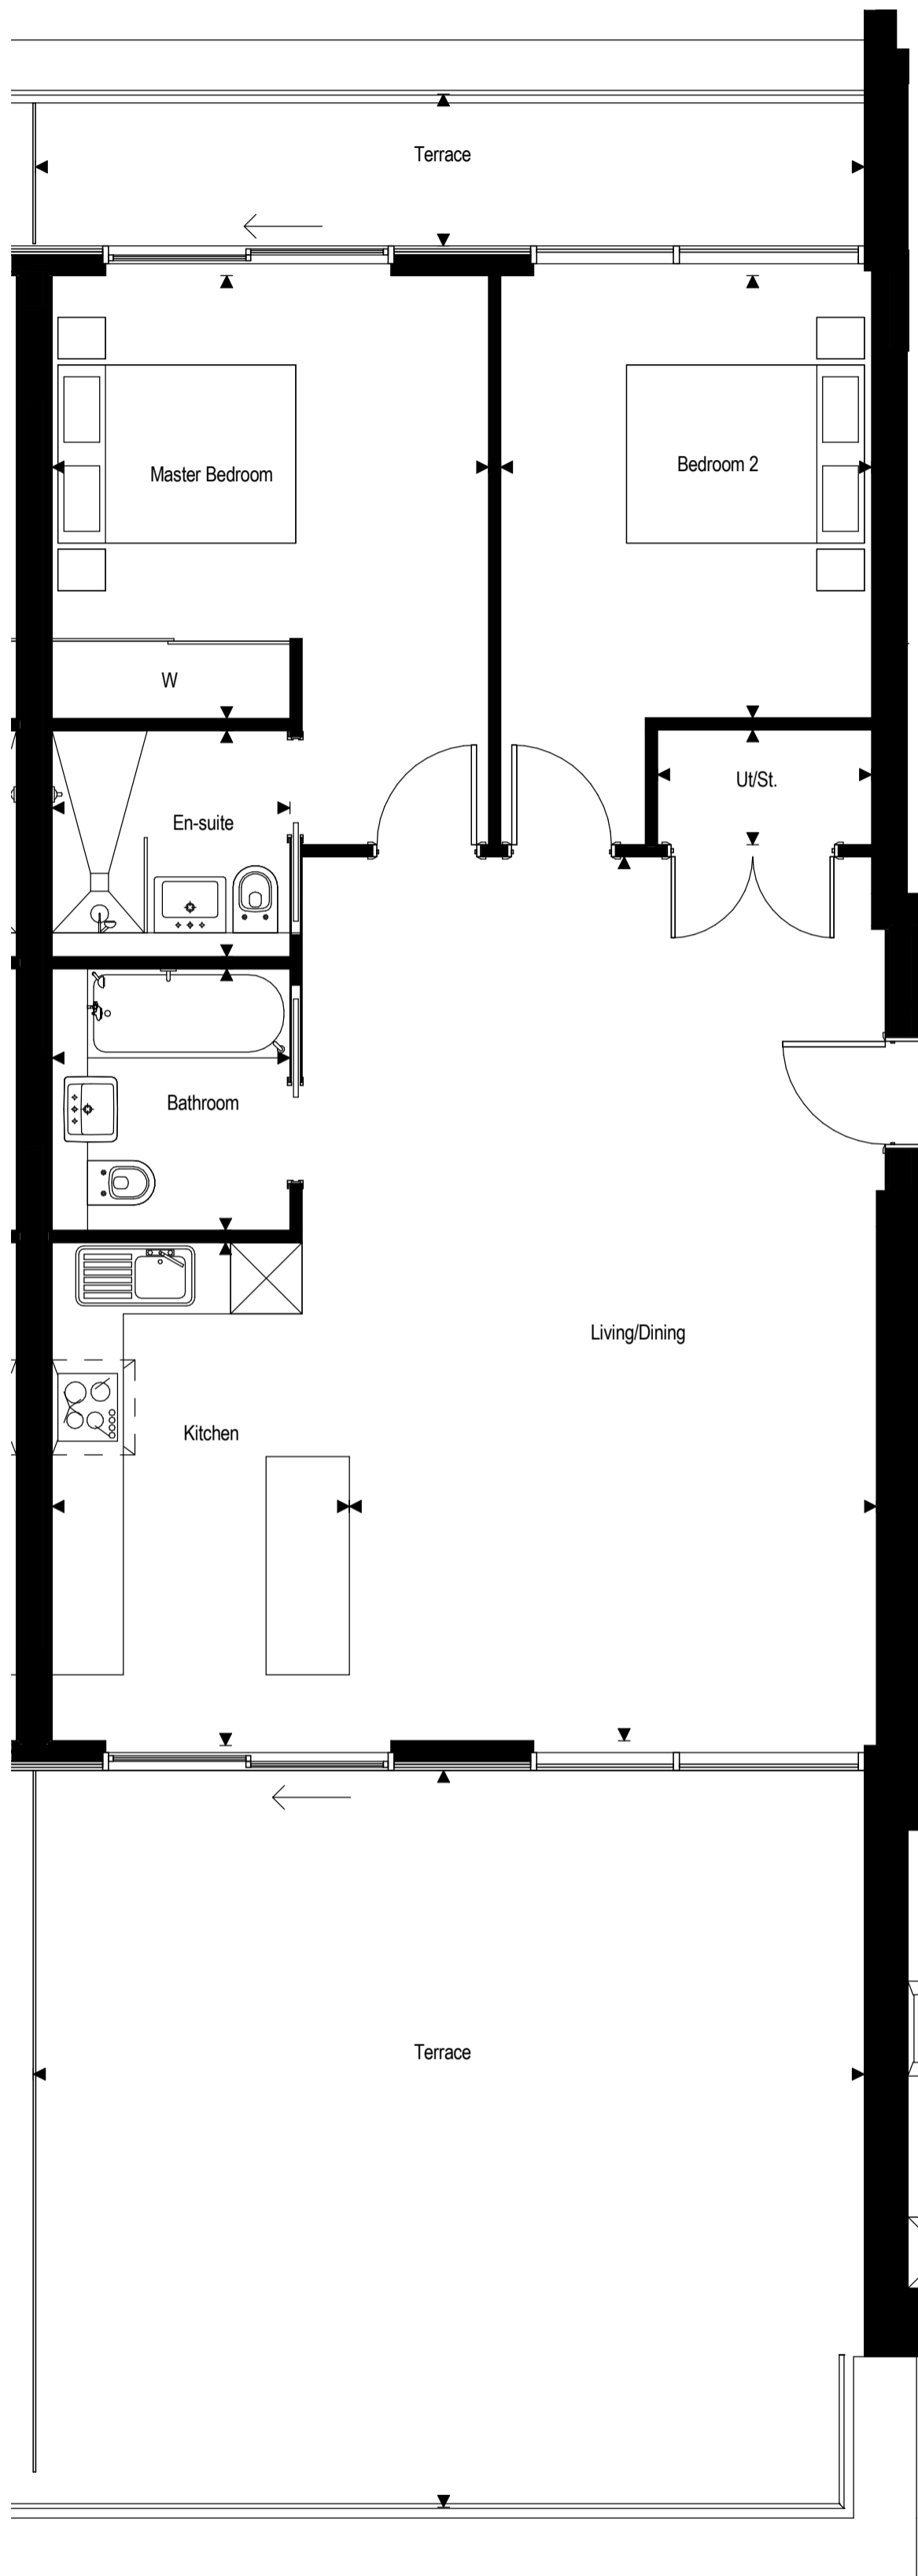 Terrace
Master Bedroom
Bedroom 2
W
Ut/St.
En-suite
Bathroom
Living/Dining
Kitchen
Terrace